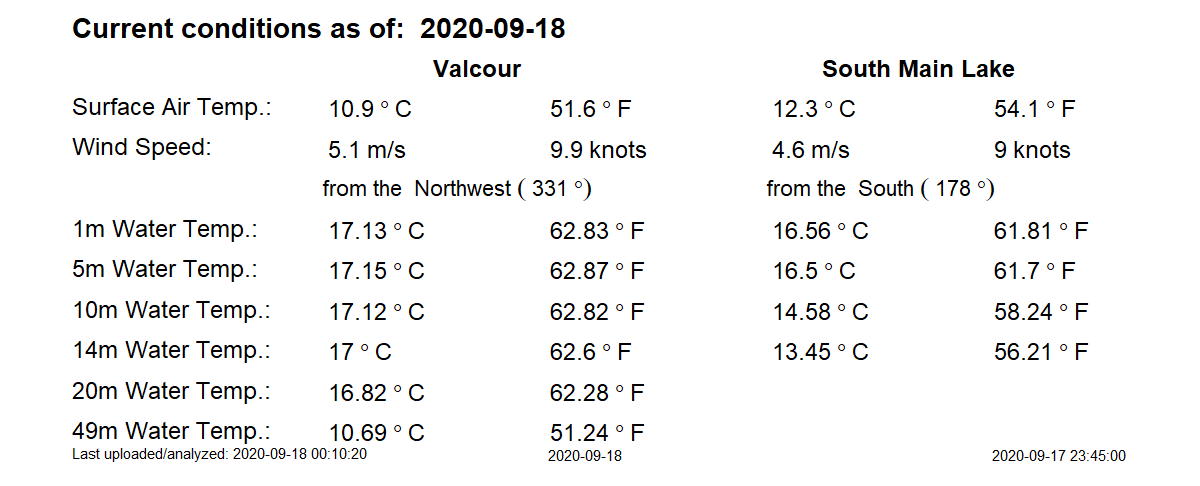 Current conditions as of: 2020-09-18
Valcour South Main Lake
Surface Air Temp.: 10.9 ° C 51.6 ° F 12.3 ° C 54.1 ° F
Wind Speed: 5.1 m/s 9.9 knots 4.6 m/s 9 knots
from the Northwest ( 331 °) from the South ( 178 °)
1m Water Temp.: 17.13 ° C 62.83 ° F 16.56 ° C 61.81 ° F
5m Water Temp.: 17.15 ° C 62.87 ° F 16.5 ° C 61.7 ° F
10m Water Temp.: 17.12 ° C 62.82 ° F 14.58 ° C 58.24 ° F
14m Water Temp.: 17 ° C 62.6 ° F 13.45 ° C 56.21 ° F
20m Water Temp.: 16.82 ° C 62.28 ° F
49m Water Temp.: 10.69 ° C 51.24 ° F
Last uploaded/analyzed: 2020-09-18 00:10:20 2020-09-18 2020-09-17 23:45:00